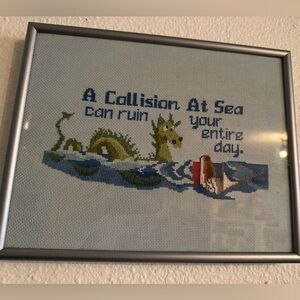 A Collision At Sea
can ruin your
entire
day.